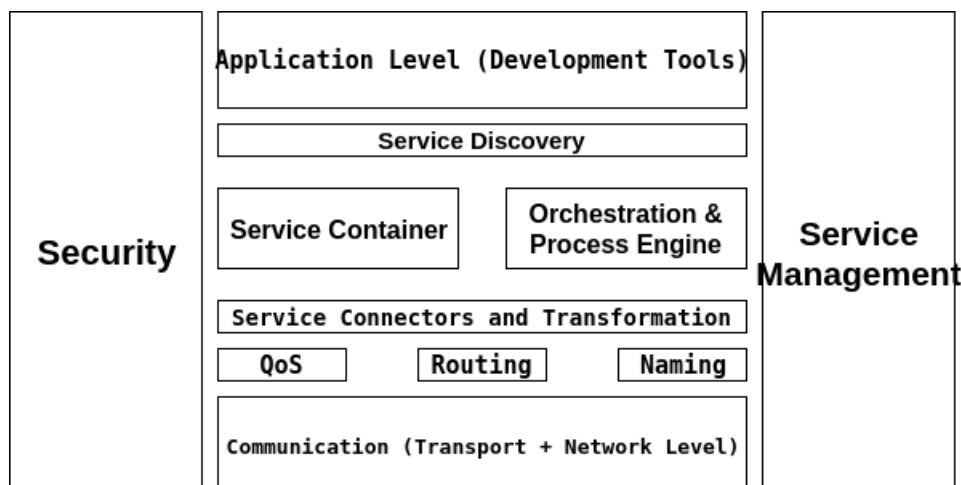 Application Level (Development Tools)
Service Discovery
Security
Service Container
Orchestration &
Process Engine
Service
Management
Service Connectors and Transformation
QoS
Routing
Naming
Communication (Transport + Network Level)